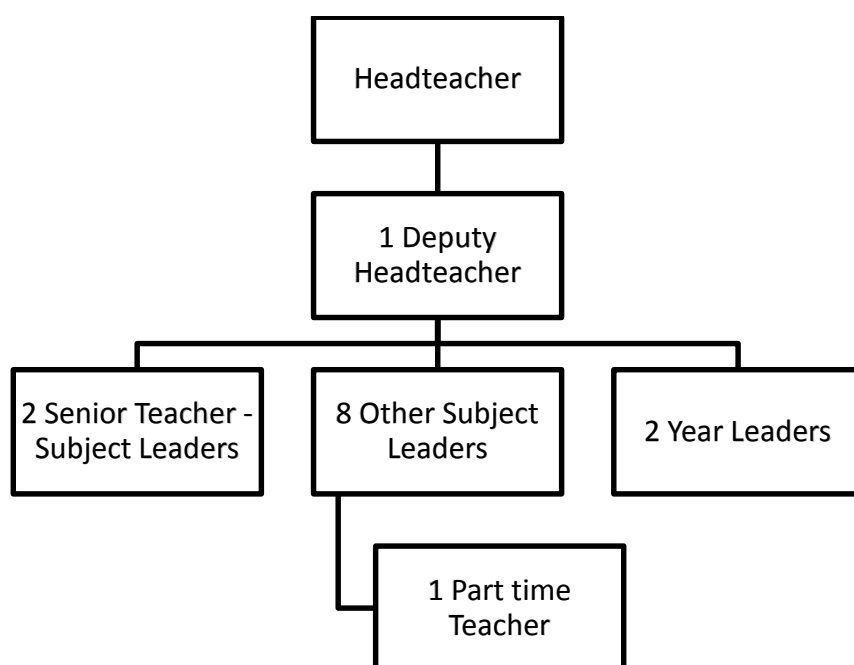 Headteacher
1 Deputy
Headteacher
2 Senior Teacher -
Subject Leaders
8 Other Subject
Leaders
2 Year Leaders
1 Part time
Teacher